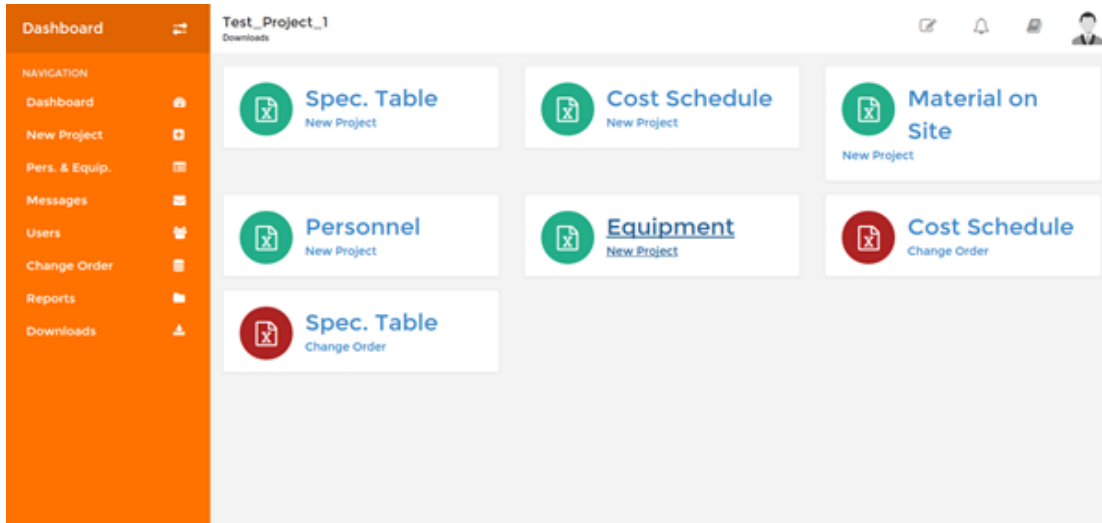 Dashboard
NAVIGATION
Dashboard
New Project
Pers. & Equip.
Messages
Users
Change Order
Reports
Downloads
Test_Project_1
Downloads
Spec. Table
New Project
Cost Schedule
New Project
Material on
Site
New Project
Personnel
New Project
Equipment
New Project
Cost Schedule
Change Order
Spec. Table
Change Order